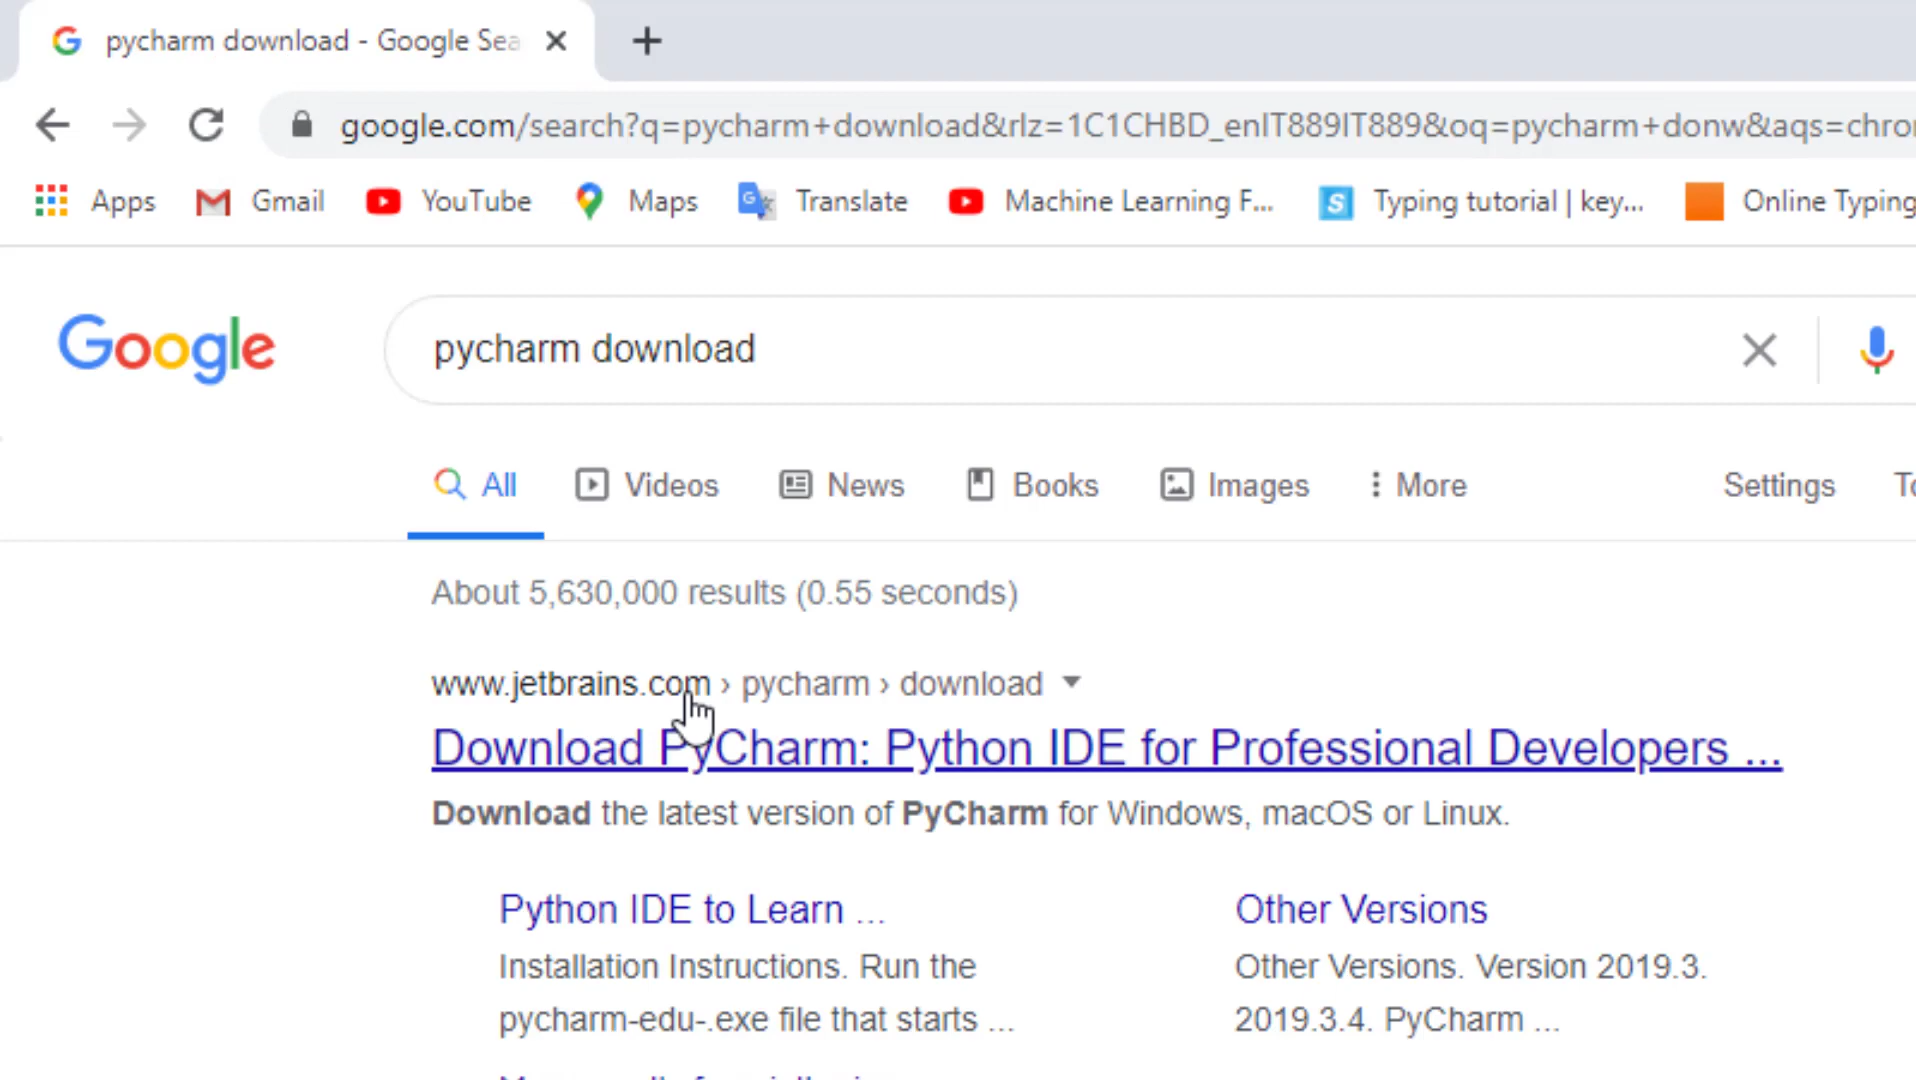 pycharm download - Google Sea
google.com/search?q=pycharm+download&rlz=1C1CHBD_enIT889IT889&oq=pycharm+donw&aqs=chro
Apps Gmail YouTube Maps Translate Machine Learning F... Typing tutorial | key... Online Typing
Google pycharm download
All Videos News Books Images More Settings
About 5,630,000 results (0.55 seconds)
www.jetbrains.com › pycharm › download
Download PyCharm: Python IDE for Professional Developers ...
Download the latest version of PyCharm for Windows, macOS or Linux.
Python IDE to Learn ... Other Versions
Installation Instructions. Run the Other Versions. Version 2019.3.
pycharm-edu-.exe file that starts ... 2019.3.4. PyCharm ...